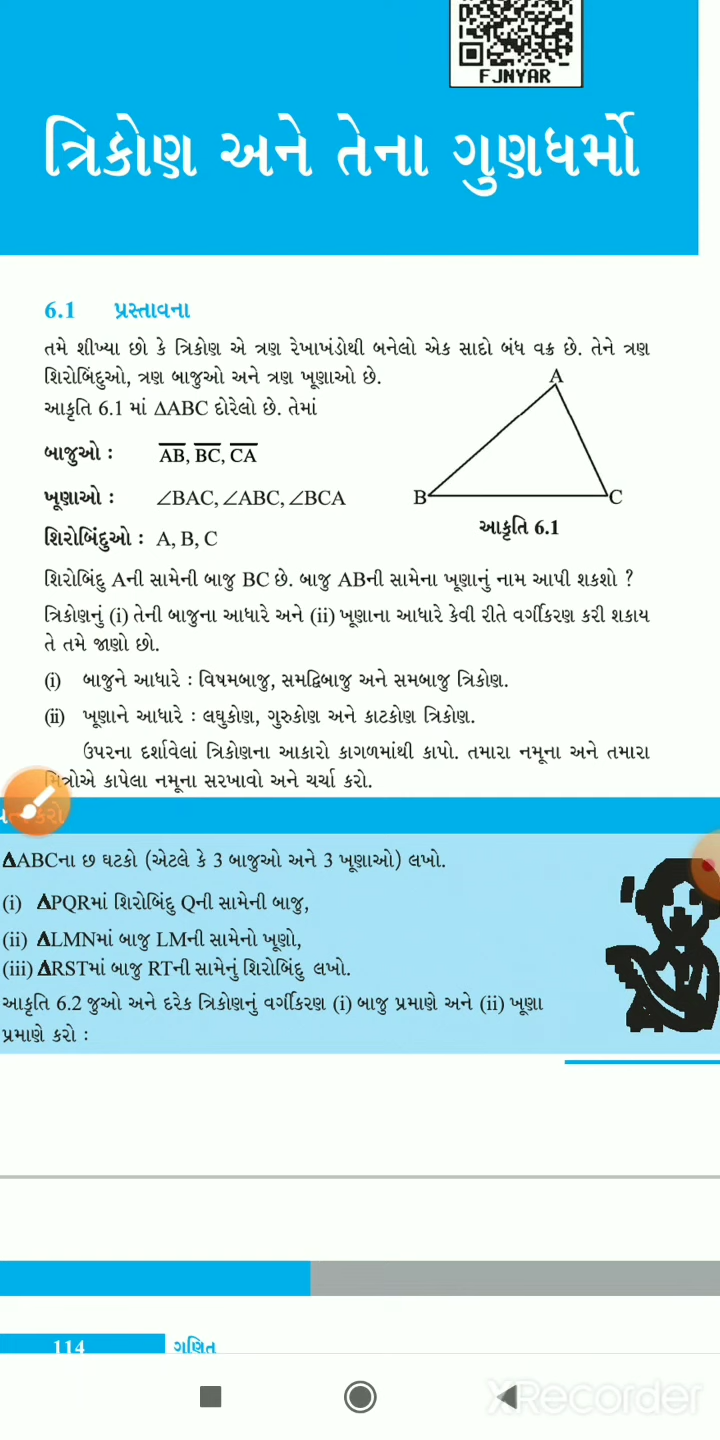 FJNYAR
ત્રિકોણ અને તેના ગુણધર્મો
6.1 પ્રસ્તાવના
તમે શીખ્યા છો કે ત્રિકોણ એ ત્રણ રેખાખંડોથી બનેલો એક સાદો બંધ વક્ર છે. તેને ત્રણ
શિરોબિંદુઓ, ત્રણ બાજુઓ અને ત્રણ ખૂણાઓ છે.
આકૃતિ 6.1 માં ΔABC દોરેલો છે. તેમાં
બાજુઓ : A͞B, B͞C, C͞A
ખૂણાઓ : ∠BAC, ∠ABC, ∠BCA
શિરોબિંદુઓ : A, B, C
A
B
C
આકૃતિ 6.1
શિરોબિંદુ Aની સામેની બાજુ BC છે. બાજુ ABની સામેના ખૂણાનું નામ આપી શકશો ?
ત્રિકોણનું (i) તેની બાજુના આધારે અને (ii) ખૂણાના આધારે કેવી રીતે વર્ગીકરણ કરી શકાય
તે તમે જાણો છો.
(i) બાજુને આધારે : વિષમબાજુ, સમદ્વિબાજુ અને સમબાજુ ત્રિકોણ.
(ii) ખૂણાને આધારે : લઘુકોણ, ગુરુકોણ અને કાટકોણ ત્રિકોણ.
ઉપરના દર્શાવેલાં ત્રિકોણના આકારો કાગળમાંથી કાપો. તમારા નમૂના અને તમારા
મિત્રોએ કાપેલા નમૂના સરખાવો અને ચર્ચા કરો.
કરો
ΔABCના છ ઘટકો (એટલે કે 3 બાજુઓ અને 3 ખૂણાઓ) લખો.
(i) ΔPQRમાં શિરોબિંદુ Qની સામેની બાજુ,
(ii) ΔLMNમાં બાજુ LMની સામેનો ખૂણો,
(iii) ΔRSTમાં બાજુ RTની સામેનું શિરોબિંદુ લખો.
આકૃતિ 6.2 જુઓ અને દરેક ત્રિકોણનું વર્ગીકરણ (i) બાજુ પ્રમાણે અને (ii) ખૂણા
પ્રમાણે કરો :
114 ગણિત
XRecorder